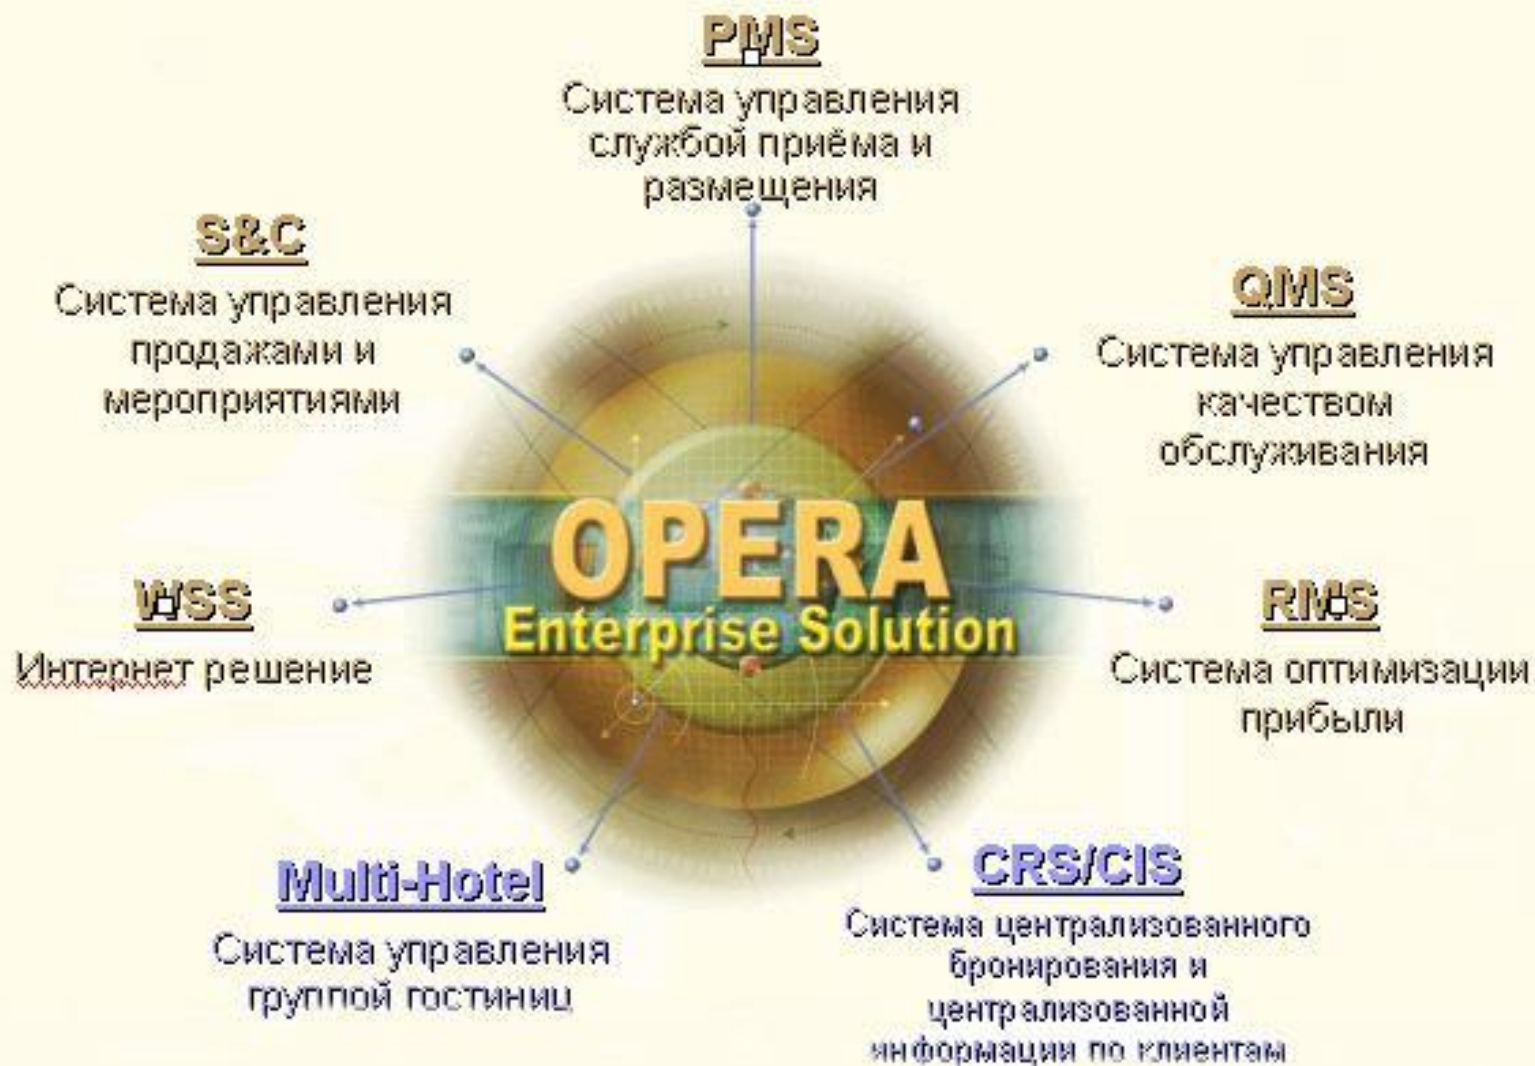 PMS
Система управления
службой приёма и
размещения
S&C
Система управления
продажами и
мероприятиями
QMS
Система управления
качеством
обслуживания
OPERA
Enterprise Solution
WSS
Интернет решение
RMS
Система оптимизации
прибыли
Multi-Hotel
Система управления
группой гостиниц
CRS/CIS
Система централизованного
бронирования и
централизованной
информации по клиентам